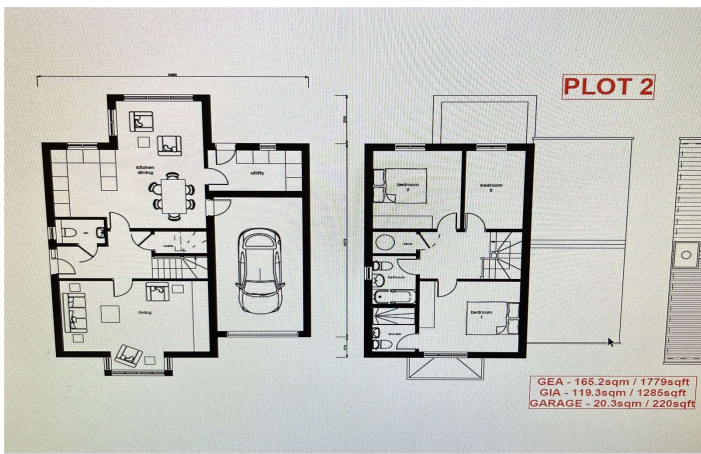 PLOT 2
kitchen
dining
utility
living
bedroom
2
bedroom
3
bathroom
bedroom
1
ensuite
GEA - 165.2sqm / 1779sqft
GIA - 119.3sqm / 1285sqft
GARAGE - 20.3sqm / 220sqft